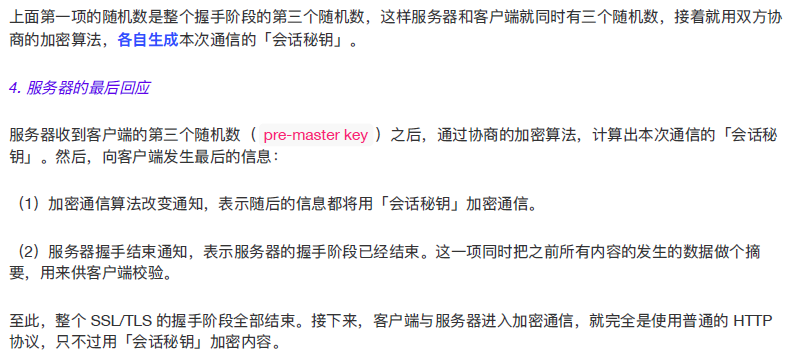 上面第一项的随机数是整个握手阶段的第三个随机数，这样服务器和客户端就同时有三个随机数，接着就用双方协
商的加密算法，各自生成本次通信的「会话秘钥」。
4. 服务器的最后回应
服务器收到客户端的第三个随机数（ pre-master key ）之后，通过协商的加密算法，计算出本次通信的「会话秘
钥」。然后，向客户端发生最后的信息：
（1）加密通信算法改变通知，表示随后的信息都将用「会话秘钥」加密通信。
（2）服务器握手结束通知，表示服务器的握手阶段已经结束。这一项同时把之前所有内容的发生的数据做个摘
要，用来供客户端校验。
至此，整个 SSL/TLS 的握手阶段全部结束。接下来，客户端与服务器进入加密通信，就完全是使用普通的 HTTP
协议，只不过用「会话秘钥」加密内容。